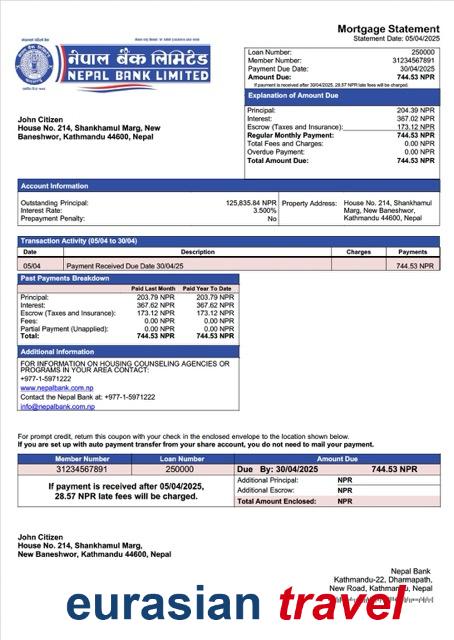 Mortgage Statement
Statement Date: 05/04/2025
नेपाल बैंक लिमिटेड
NEPAL BANK LIMITED
Loan Number: 250000
Member Number: 31234567891
Payment Due Date: 30/04/2025
Amount Due: 744.53 NPR
If payment is received after 30/04/2025, 28.57 NPR late fees will be charged.
Explanation of Amount Due
Principal: 204.39 NPR
Interest: 367.02 NPR
Escrow (Taxes and Insurance): 173.12 NPR
Regular Monthly Payment: 744.53 NPR
Total Fees and Charges: 0.00 NPR
Overdue Payment: 0.00 NPR
Total Amount Due: 744.53 NPR
John Citizen
House No. 214, Shankhamul Marg, New
Baneshwor, Kathmandu 44600, Nepal
Account Information
Outstanding Principal: 125,835.84 NPR
Interest Rate: 3.500%
Prepayment Penalty: No
Property Address: House No. 214, Shankhamul
Marg, New Baneshwor,
Kathmandu 44600, Nepal
Transaction Activity (05/04 to 30/04)
Date Description Charges Payments
05/04 Payment Received Due Date 30/04/25 744.53 NPR
Past Payments Breakdown
Paid Last Month Paid Year To Date
Principal: 203.79 NPR 203.79 NPR
Interest: 367.62 NPR 367.62 NPR
Escrow (Taxes and Insurance): 173.12 NPR 173.12 NPR
Fees: 0.00 NPR 0.00 NPR
Partial Payment (Unapplied): 0.00 NPR 0.00 NPR
Total: 744.53 NPR 744.53 NPR
Additional Information
FOR INFORMATION ON HOUSING COUNSELING AGENCIES OR
PROGRAMS IN YOUR AREA CONTACT:
+977-1-5971222
www.nepalbank.com.np
Contact the Nepal Bank at: +977-1-5971222
info@nepalbank.com.np
For prompt credit, return this coupon with your check in the enclosed envelope to the location shown below.
If you are set up with auto payment transfer from your share account, you do not need to mail your payment.
Member Number Loan Number Amount Due
31234567891 250000 Due By: 30/04/2025 744.53 NPR
If payment is received after 05/04/2025,
28.57 NPR late fees will be charged.
Additional Principal: NPR
Additional Escrow: NPR
Total Amount Enclosed: NPR
John Citizen
House No. 214, Shankhamul Marg,
New Baneshwor, Kathmandu 44600, Nepal
Nepal Bank
Kathmandu-22, Dharmapath,
New Road, Kathmandu, Nepal
eurasian travel